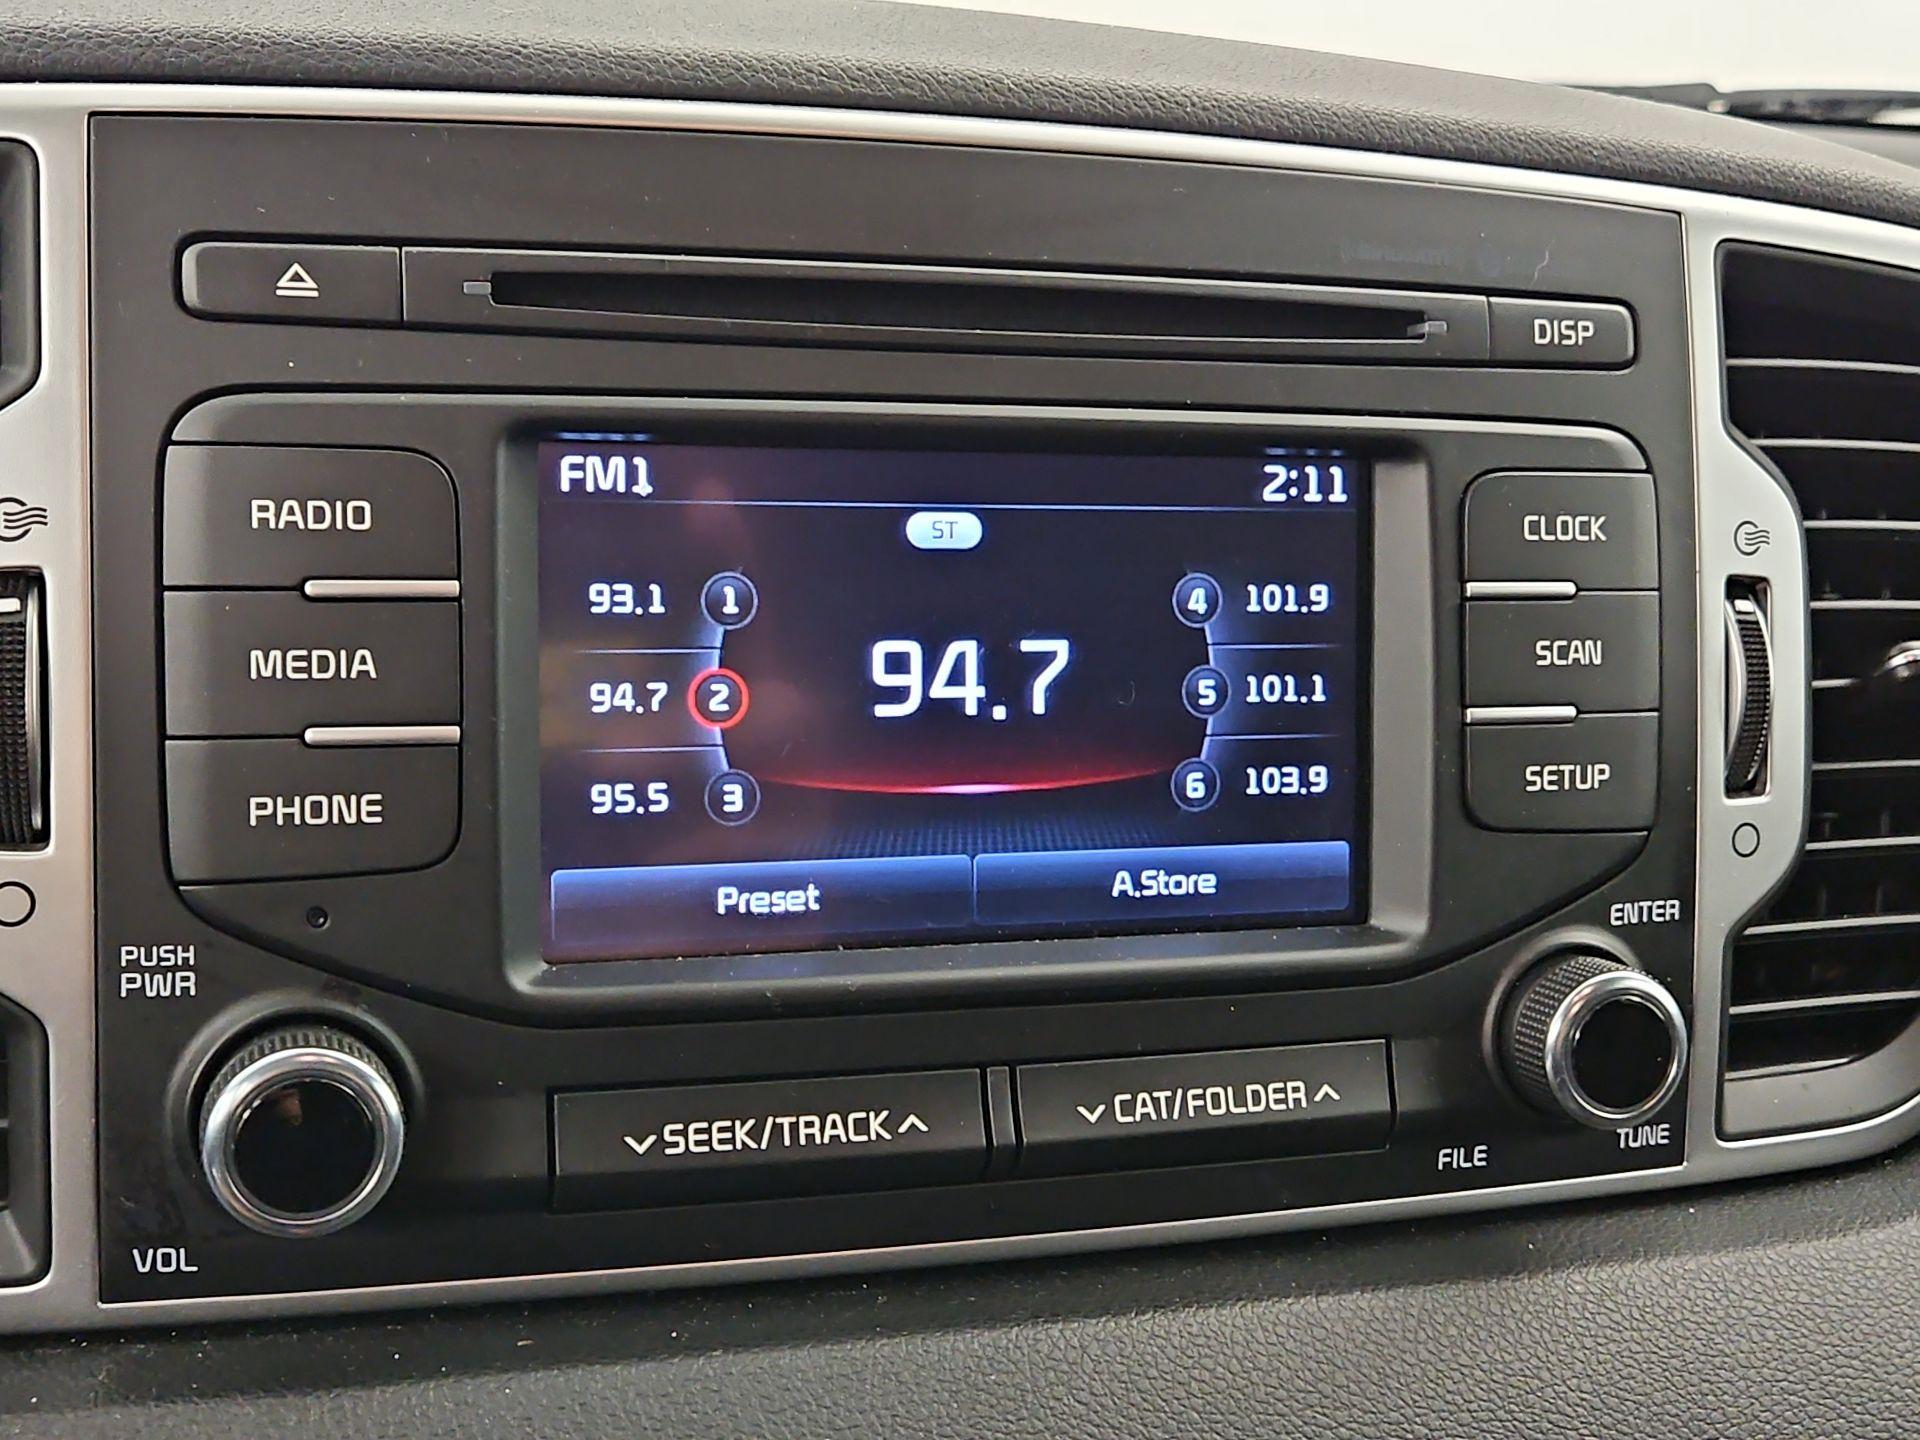 DISP
RADIO
MEDIA
PHONE
FM1
2:11
ST
93.1 1
94.7 2
95.5 3
94.7
4 101.9
5 101.1
6 103.9
Preset
A.Store
CLOCK
SCAN
SETUP
PUSH
PWR
VOL
SEEK/TRACK
CAT/FOLDER
ENTER
FILE
TUNE